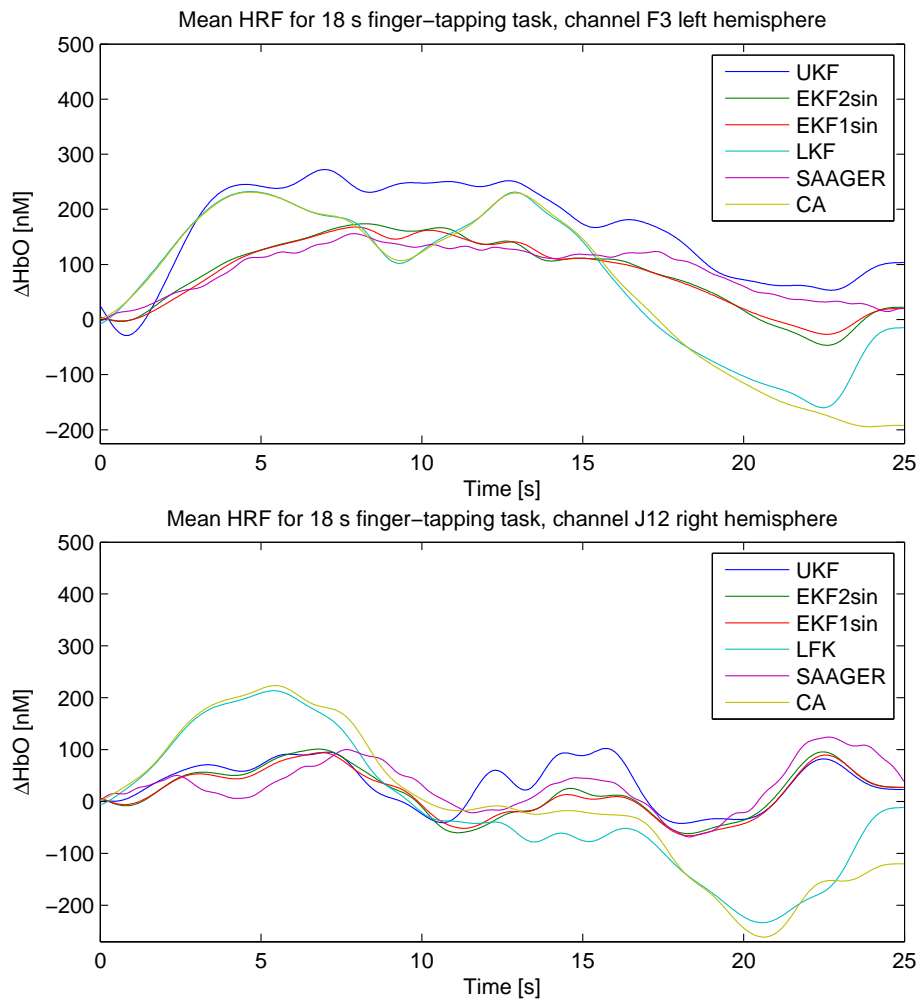 Mean HRF for 18 s finger−tapping task, channel F3 left hemisphere
500
400
300
200
100
0
−100
−200
ΔHbO [nM]
UKF
EKF2sin
EKF1sin
LKF
SAAGER
CA
0 5 10 15 20 25
Time [s]
Mean HRF for 18 s finger−tapping task, channel J12 right hemisphere
500
400
300
200
100
0
−100
−200
ΔHbO [nM]
UKF
EKF2sin
EKF1sin
LFK
SAAGER
CA
0 5 10 15 20 25
Time [s]